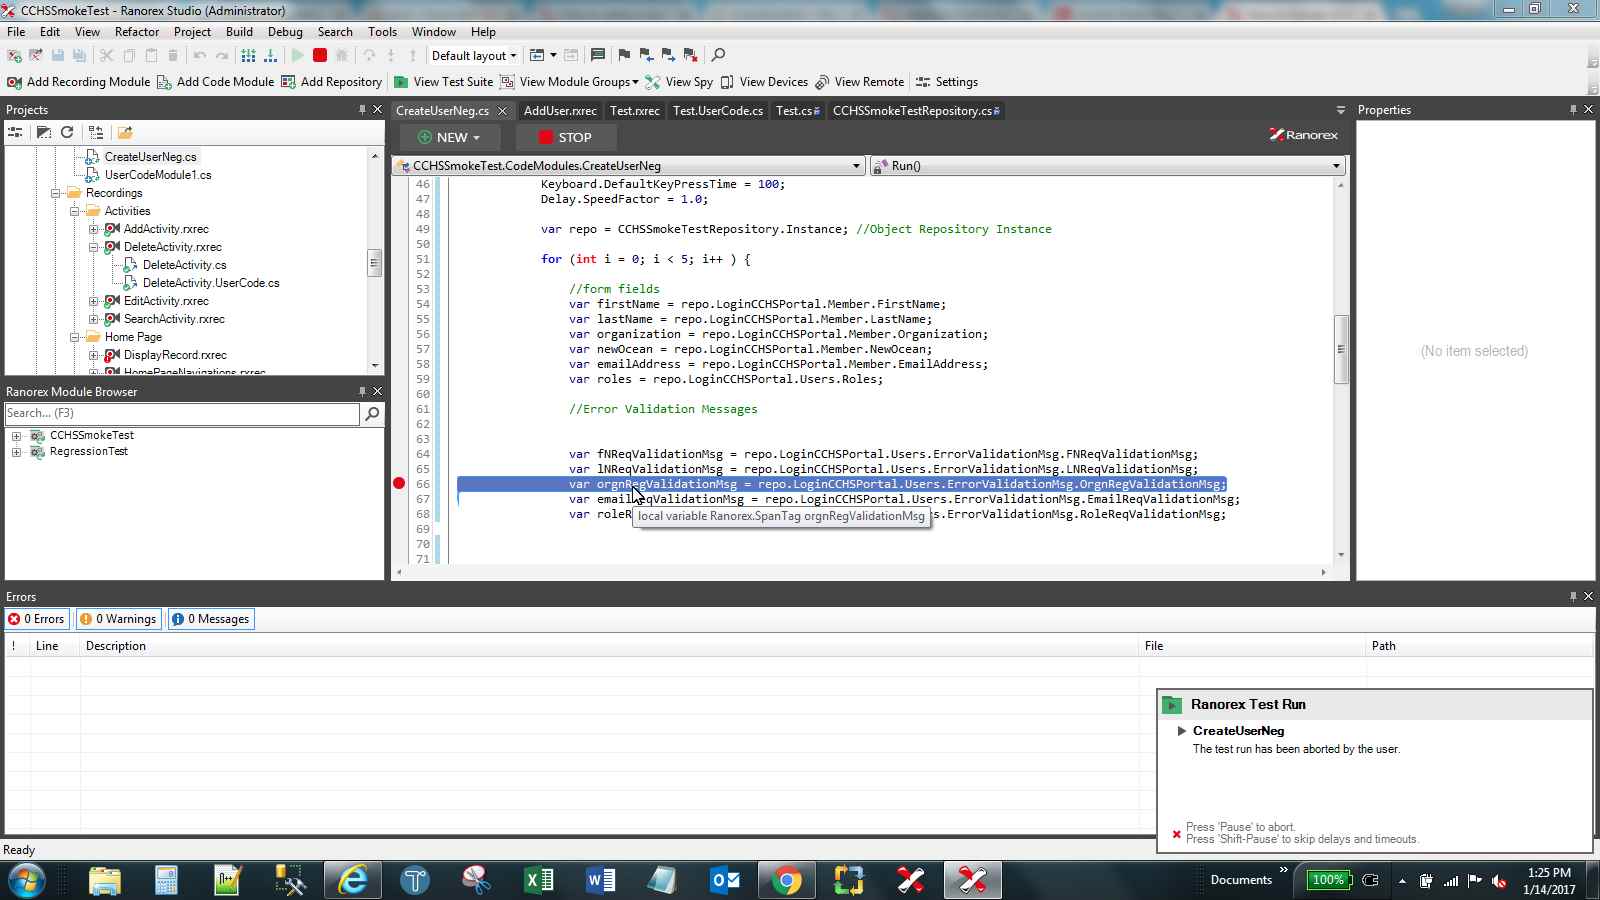 CCHSSmokeTest - Ranorex Studio (Administrator)
File Edit View Refactor Project Build Debug Search Tools Window Help
Default layout
Add Recording Module Add Code Module Add Repository View Test Suite View Module Groups View Spy View Devices View Remote Settings
Projects
CreateUserNeg.cs
UserCodeModule1.cs
Recordings
Activities
AddActivity.rxrec
DeleteActivity.rxrec
DeleteActivity.cs
DeleteActivity.UserCode.cs
EditActivity.rxrec
SearchActivity.rxrec
Home Page
DisplayRecord.rxrec
HomePageNavigations.rxrec
Ranorex Module Browser
Search... (F3)
CCHSSmokeTest
RegressionTest
CreateUserNeg.cs AddUser.rxrec Test.rxrec Test.UserCode.cs Test.cs CCHSSmokeTestRepository.cs
NEW STOP Ranorex
CCHSSmokeTest.CodeModules.CreateUserNeg Run()
46 Keyboard.DefaultKeyPressTime = 100;
47 Delay.SpeedFactor = 1.0;
48
49 var repo = CCHSSmokeTestRepository.Instance; //Object Repository Instance
50
51 for (int i = 0; i < 5; i++ ) {
52
53 //form fields
54 var firstName = repo.LoginCCHSPortal.Member.FirstName;
55 var lastName = repo.LoginCCHSPortal.Member.LastName;
56 var organization = repo.LoginCCHSPortal.Member.Organization;
57 var newOcean = repo.LoginCCHSPortal.Member.NewOcean;
58 var emailAddress = repo.LoginCCHSPortal.Member.EmailAddress;
59 var roles = repo.LoginCCHSPortal.Users.Roles;
60
61 //Error Validation Messages
62
63
64 var fNReqValidationMsg = repo.LoginCCHSPortal.Users.ErrorValidationMsg.FNReqValidationMsg;
65 var lNReqValidationMsg = repo.LoginCCHSPortal.Users.ErrorValidationMsg.LNReqValidationMsg;
66 var orgnRegValidationMsg = repo.LoginCCHSPortal.Users.ErrorValidationMsg.OrgnRegValidationMsg;
67 var emailReqValidationMsg = repo.LoginCCHSPortal.Users.ErrorValidationMsg.EmailReqValidationMsg;
68 var roleR s.ErrorValidationMsg.RoleReqValidationMsg;
local variable Ranorex.SpanTag orgnRegValidationMsg
69
70
71
Properties
(No item selected)
Errors
0 Errors 0 Warnings 0 Messages
! Line Description File Path
Ranorex Test Run
CreateUserNeg
The test run has been aborted by the user.
Press 'Pause' to abort.
Press 'Shift-Pause' to skip delays and timeouts.
Ready
Documents » 100% 1:25 PM
1/14/2017